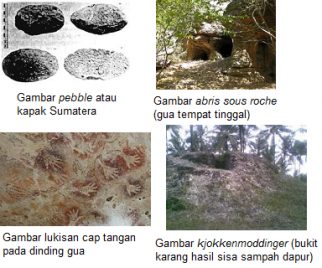 Gambar pebble atau
kapak Sumatera
Gambar abris sous roche
(gua tempat tinggal)
Gambar lukisan cap tangan
pada dinding gua
Gambar kjokkenmoddinger (bukit
karang hasil sisa sampah dapur)